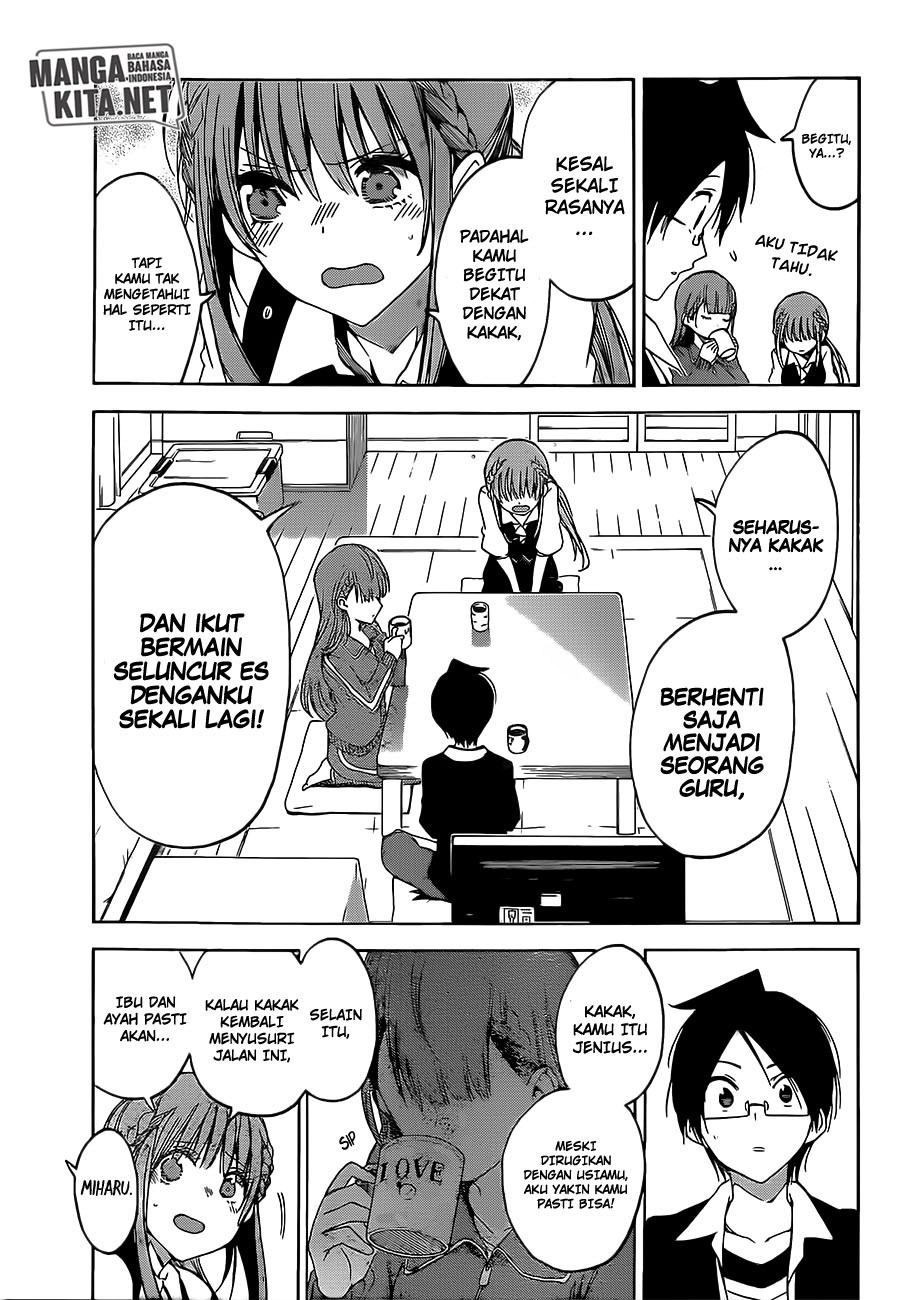 MANGA
KITA.NET
BACA MANGA
BAHASA
INDONESIA
BEGITU,
YA...?
AKU TIDAK
TAHU.
KESAL
SEKALI
RASANYA
...
PADAHAL
KAMU
BEGITU
DEKAT
DENGAN
KAKAK,
TAPI
KAMU TAK
MENGETAHUI
HAL SEPERTI
ITU...
SEHARUS-
NYA KAKAK
...
BERHENTI
SAJA
MENJADI
SEORANG
GURU,
DAN IKUT
BERMAIN
SELUNCUR ES
DENGANKU
SEKALI LAGI!
KAKAK,
KAMU ITU
JENIUS...
MESKI
DIRUGIKAN
DENGAN USIAMU,
AKU YAKIN KAMU
PASTI BISA!
SIP
LOVE
SELAIN
ITU,
KALAU KAKAK
KEMBALI
MENYUSURI
JALAN INI,
IBU DAN
AYAH PASTI
AKAN...
MIHARU.